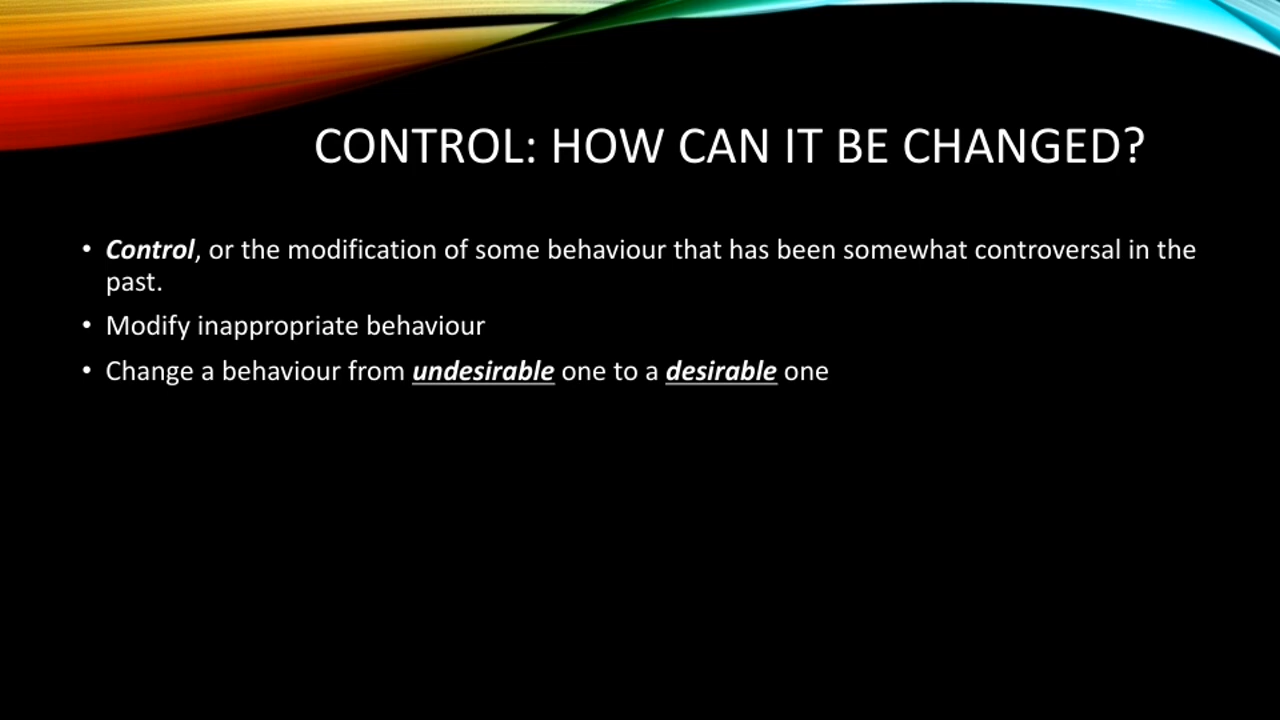 CONTROL: HOW CAN IT BE CHANGED?
• Control, or the modification of some behaviour that has been somewhat controversal in the
past.
• Modify inappropriate behaviour
• Change a behaviour from undesirable one to a desirable one